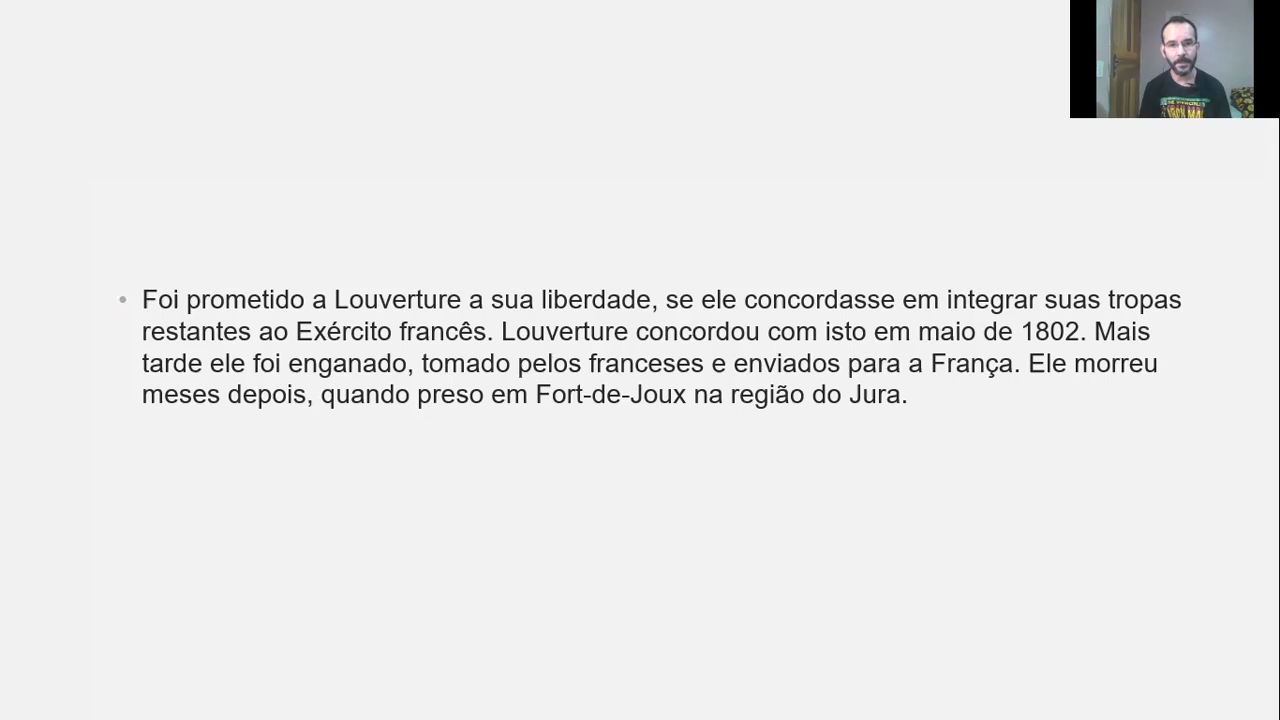 • Foi prometido a Louverture a sua liberdade, se ele concordasse em integrar suas tropas
restantes ao Exército francês. Louverture concordou com isto em maio de 1802. Mais
tarde ele foi enganado, tomado pelos franceses e enviados para a França. Ele morreu
meses depois, quando preso em Fort-de-Joux na região do Jura.